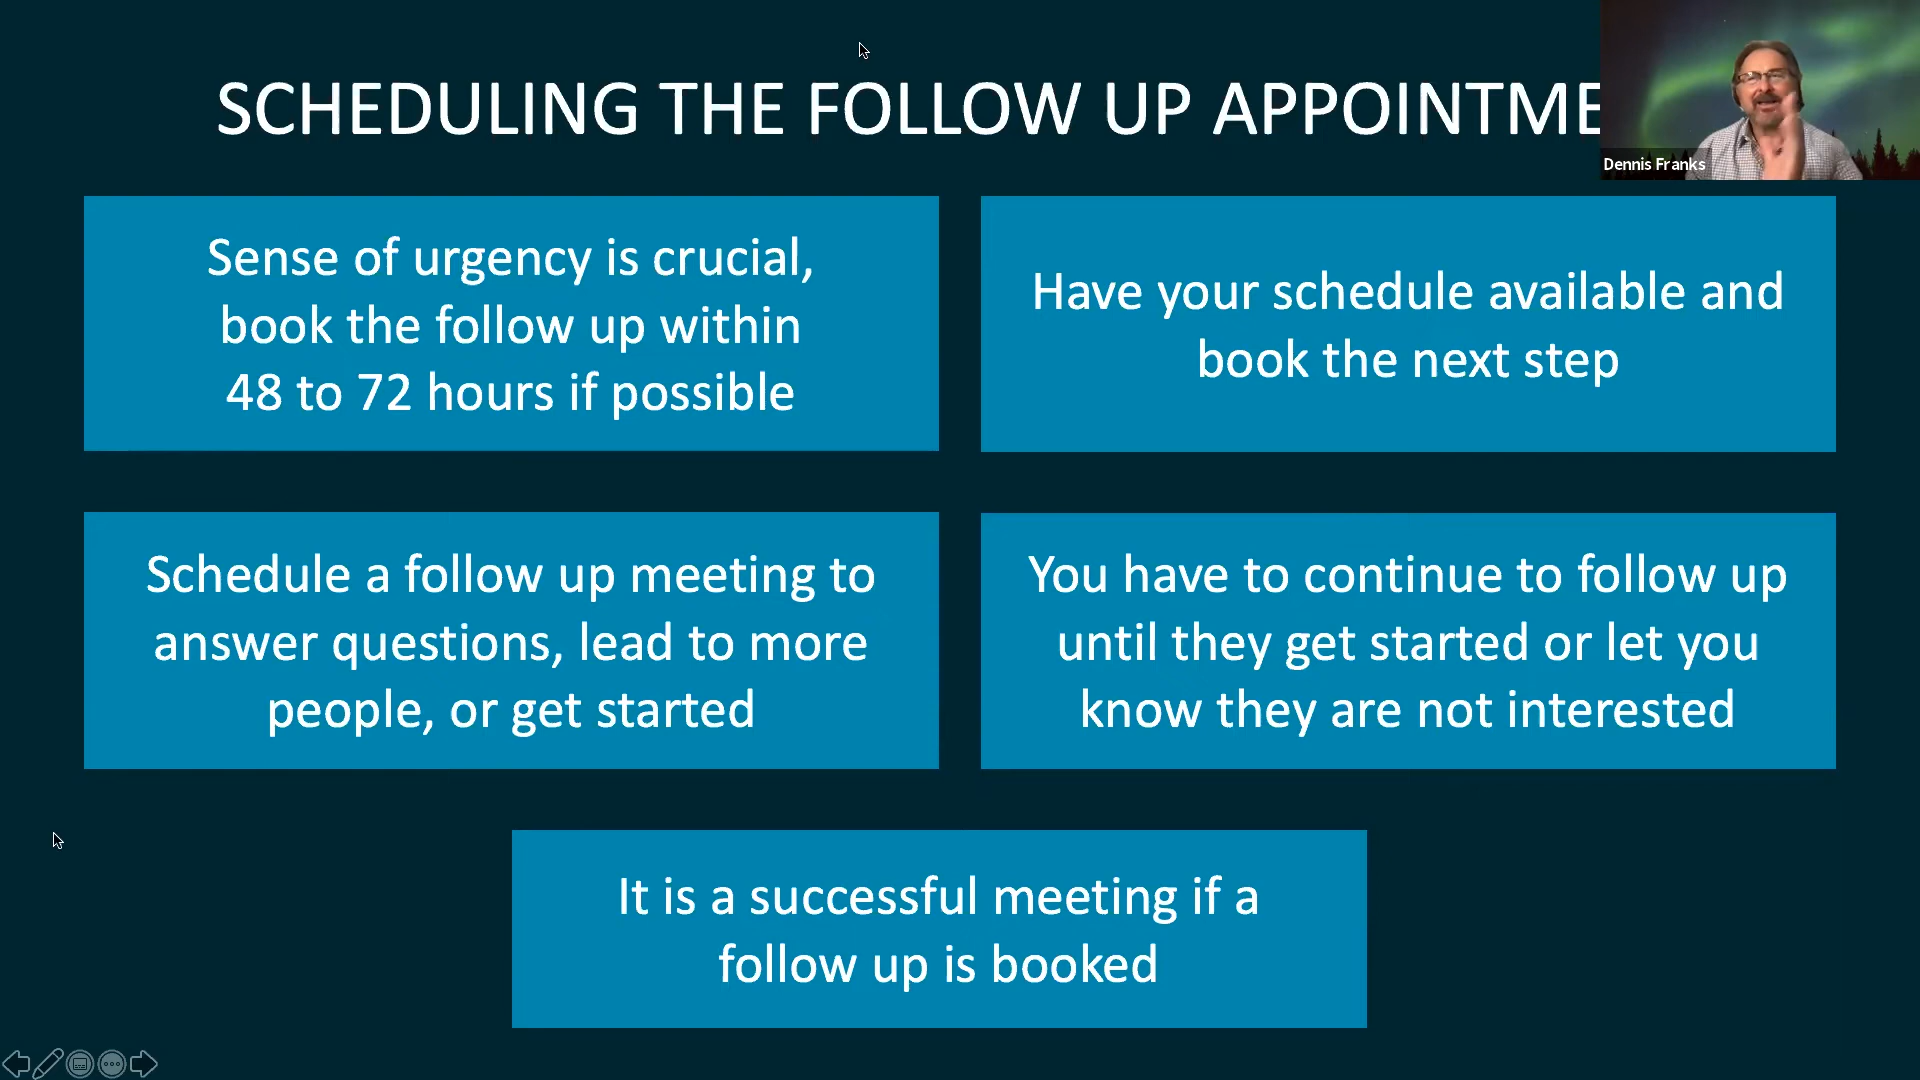 SCHEDULING THE FOLLOW UP APPOINTME
Dennis Franks
Sense of urgency is crucial,
book the follow up within
48 to 72 hours if possible
Have your schedule available and
book the next step
Schedule a follow up meeting to
answer questions, lead to more
people, or get started
You have to continue to follow up
until they get started or let you
know they are not interested
It is a successful meeting if a
follow up is booked